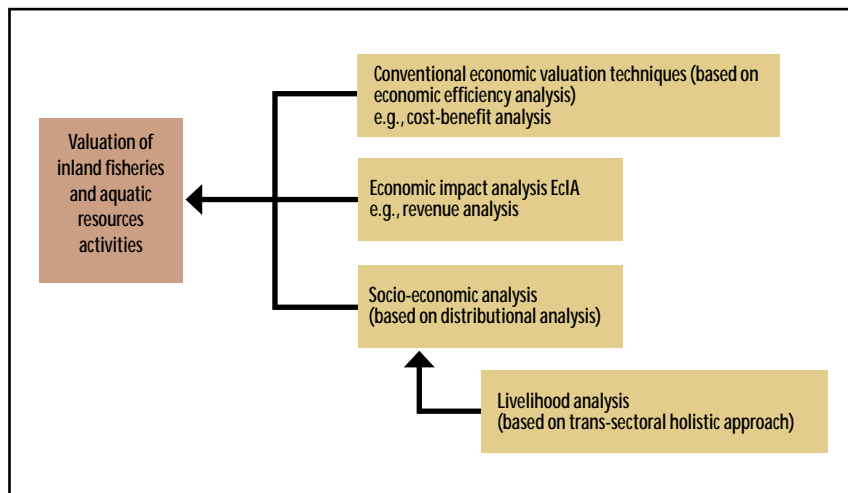 Valuation of
inland fisheries
and aquatic
resources
activities
Conventional economic valuation techniques (based on
economic efficiency analysis)
e.g., cost-benefit analysis
Economic impact analysis EcIA
e.g., revenue analysis
Socio-economic analysis
(based on distributional analysis)
Livelihood analysis
(based on trans-sectoral holistic approach)